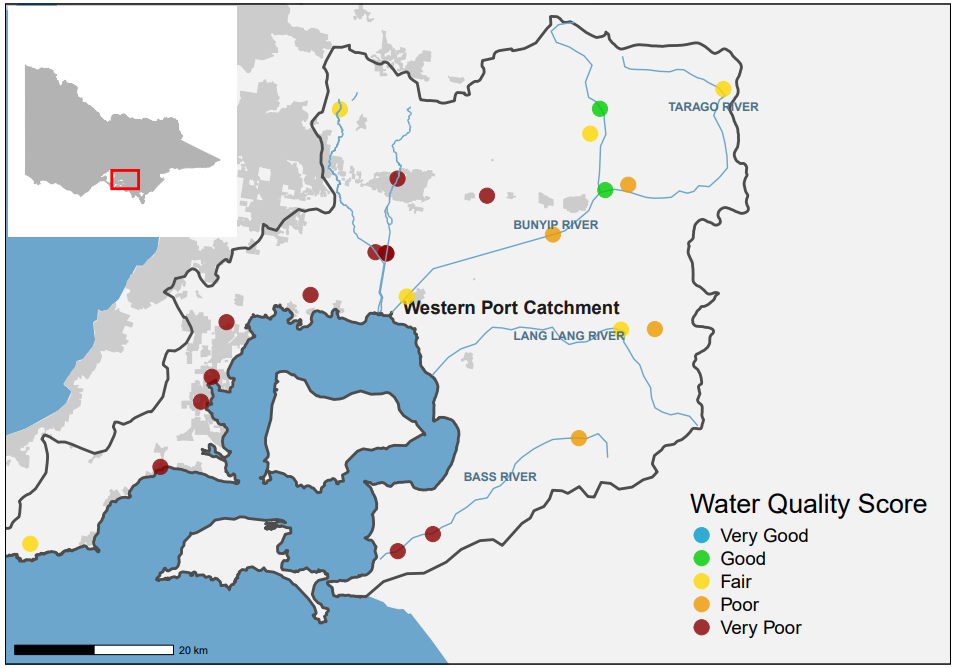 TARAGO RIVER
BUNYIP RIVER
Western Port Catchment
LANG LANG RIVER
BASS RIVER
Water Quality Score
Very Good
Good
Fair
Poor
Very Poor
20 km